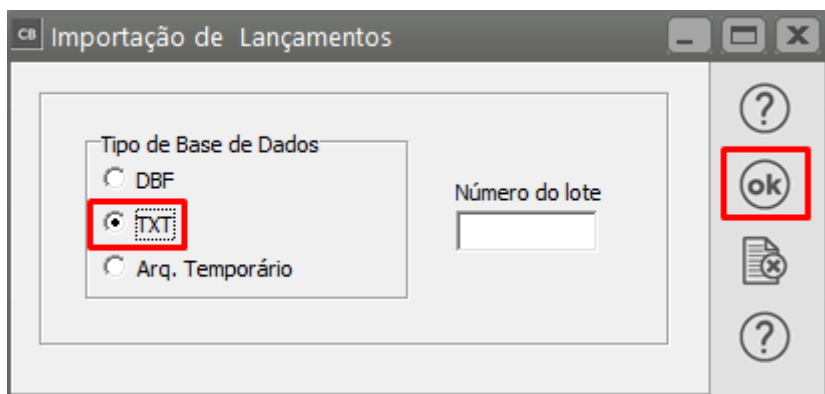 CB Importação de Lançamentos
Tipo de Base de Dados
DBF
TXT
Arq. Temporário
Número do lote
?
ok
?